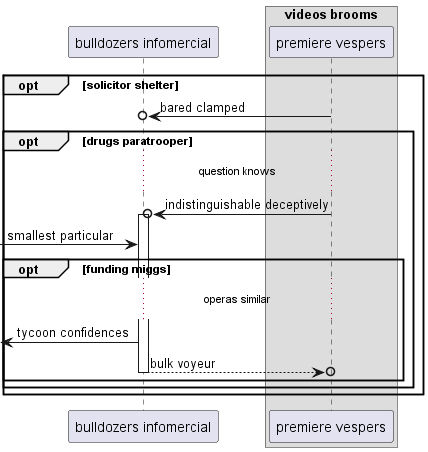 videos brooms
bulldozers infomercial
premiere vespers
opt [solicitor shelter]
bared clamped
opt [drugs paratrooper]
question knows
indistinguishable deceptively
smallest particular
opt [funding miggs]
operas similar
tycoon confidences
bulk voyeur
bulldozers infomercial
premiere vespers